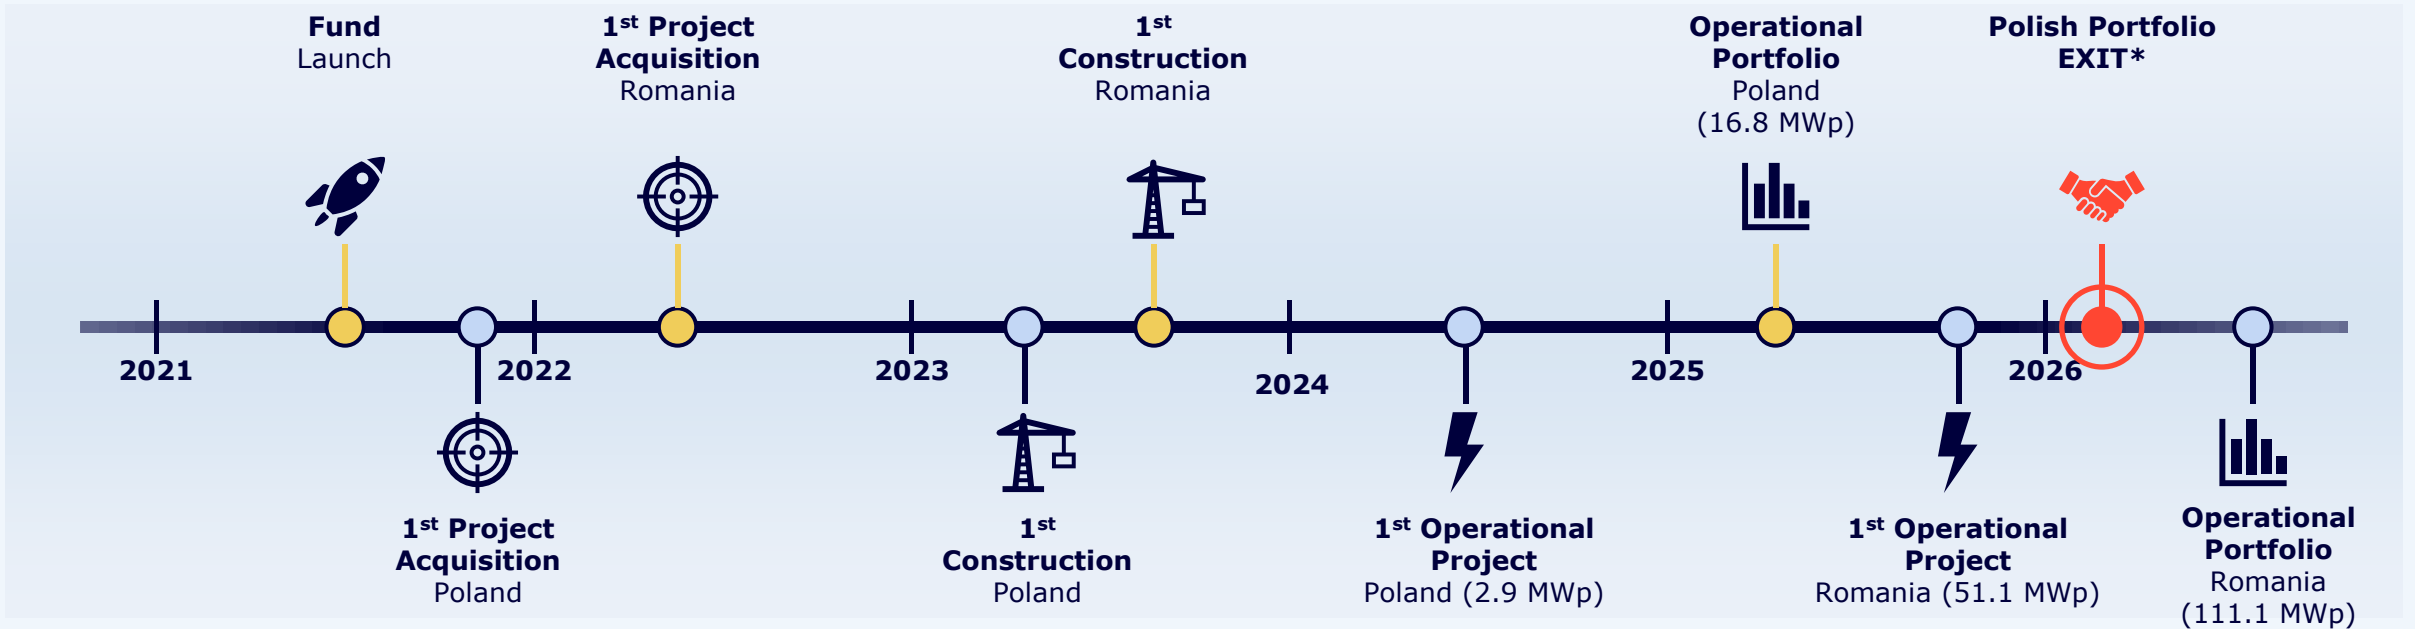 Fund
Launch
1st Project
Acquisition
Romania
1st
Construction
Romania
Operational
Portfolio
Poland
(16.8 MWp)
Polish Portfolio
EXIT*
2021
2022
2023
2024
2025
2026
1st Project
Acquisition
Poland
1st
Construction
Poland
1st Operational
Project
Poland (2.9 MWp)
1st Operational
Project
Romania (51.1 MWp)
Operational
Portfolio
Romania
(111.1 MWp)